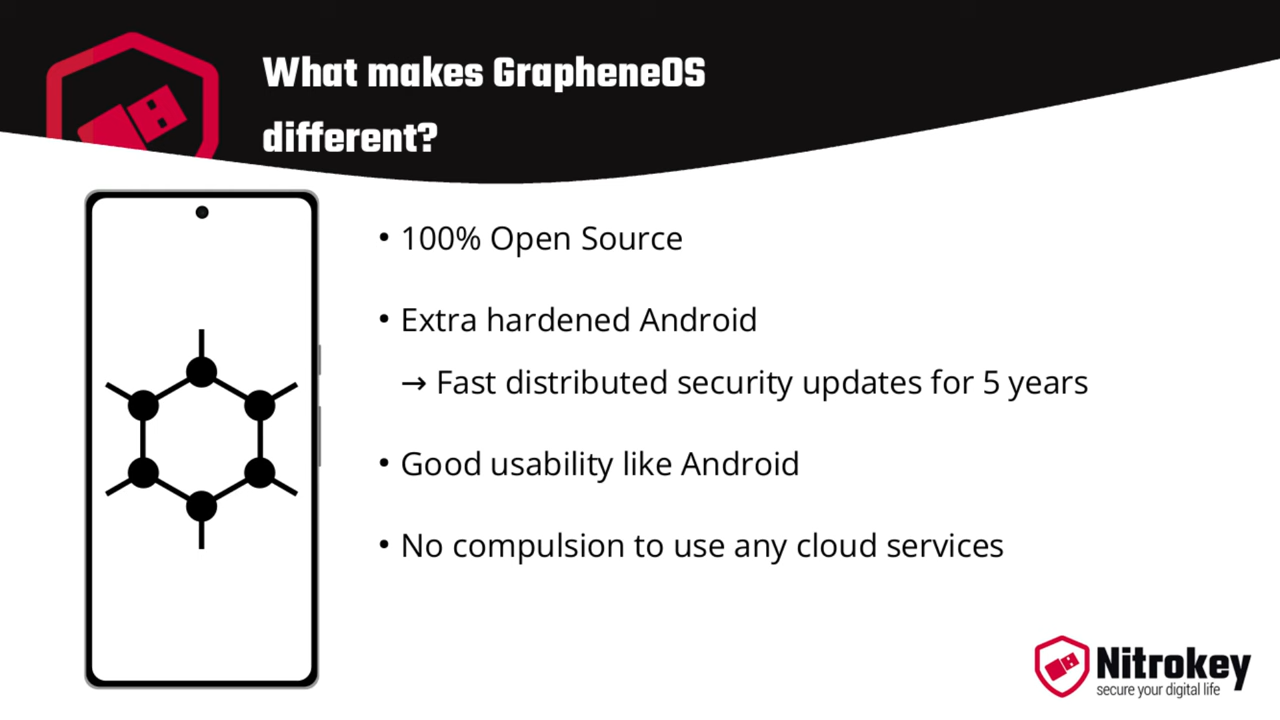 What makes GrapheneOS
different?
• 100% Open Source
• Extra hardened Android
→ Fast distributed security updates for 5 years
• Good usability like Android
• No compulsion to use any cloud services
Nitrokey
secure your digital life